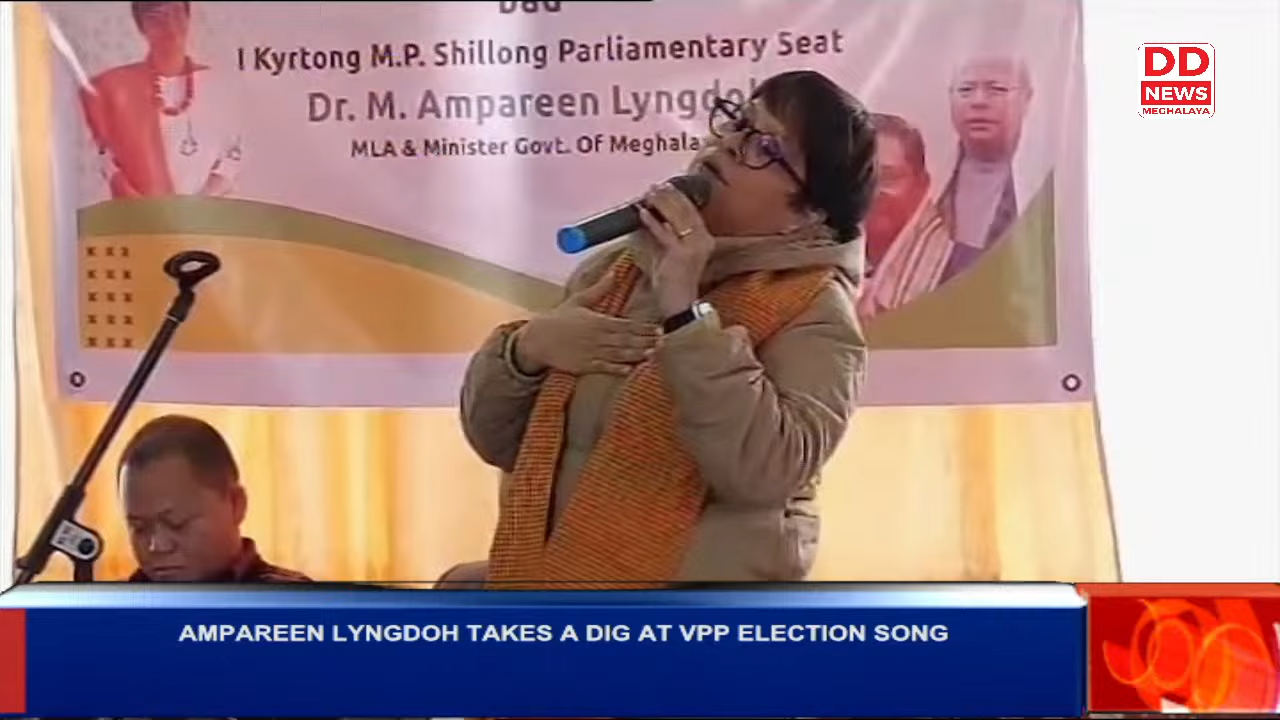 I Kyrtong M.P. Shillong Parliamentary Seat
Dr. M. Ampareen Lyngdoh
MLA & Minister Govt. Of Meghala
DD
NEWS
MEGHALAYA
AMPAREEN LYNGDOH TAKES A DIG AT VPP ELECTION SONG